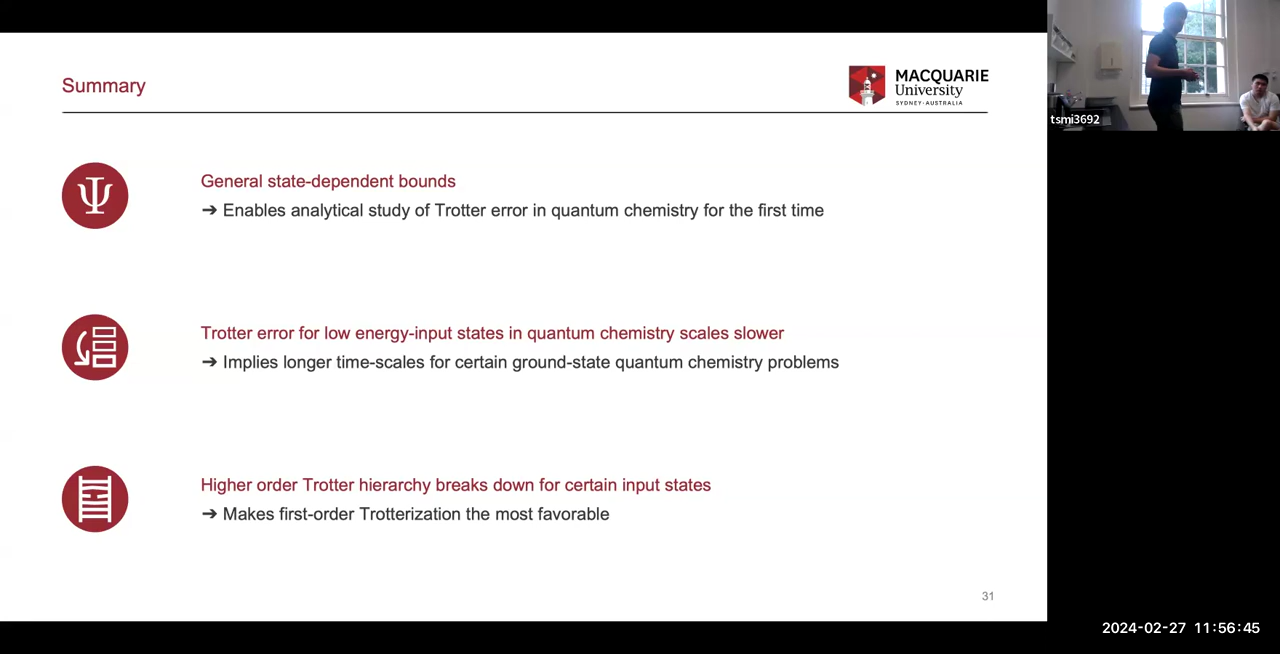 Summary
MACQUARIE
University
SYDNEY·AUSTRALIA
Ψ
General state-dependent bounds
➔ Enables analytical study of Trotter error in quantum chemistry for the first time
Trotter error for low energy-input states in quantum chemistry scales slower
➔ Implies longer time-scales for certain ground-state quantum chemistry problems
Higher order Trotter hierarchy breaks down for certain input states
➔ Makes first-order Trotterization the most favorable
31
tsmi3692
2024-02-27 11:56:45